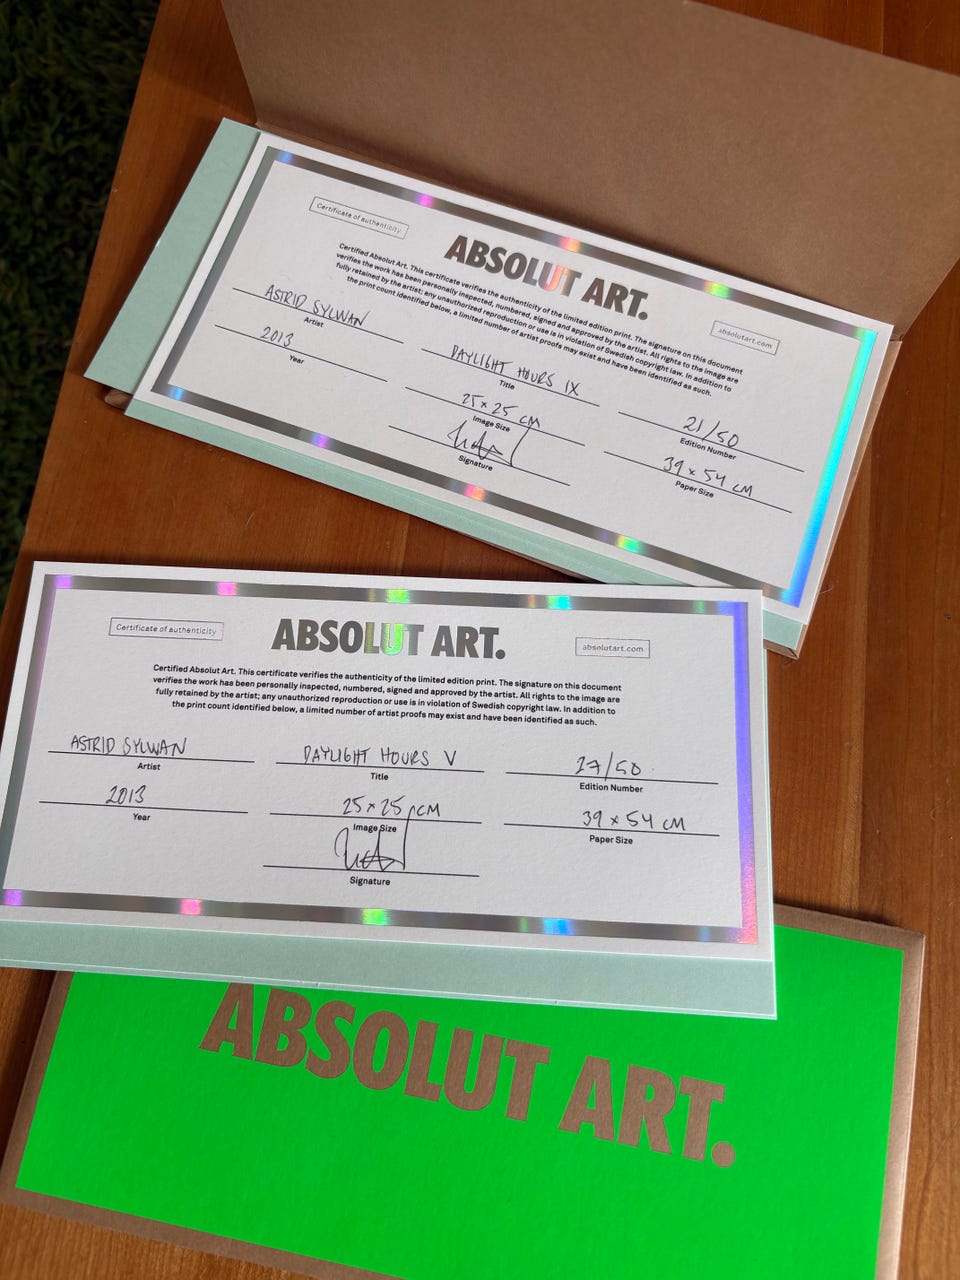 Certificate of authenticity
ABSOLUT ART.
absolutart.com
Certified Absolut Art. This certificate verifies the authenticity of the limited edition print. The signature on this document
verifies the work has been personally inspected, numbered, signed and approved by the artist. All rights to the image are
fully retained by the artist; any unauthorized reproduction or use is in violation of Swedish copyright law. In addition to
the print count identified below, a limited number of artist proofs may exist and have been identified as such.
ASTRID SYLWAN
Artist
DAYLIGHT HOURS IX
Title
21/50
Edition Number
2013
Year
25 x 25 CM
Image Size
39 x 54 CM
Paper Size
Signature
Certificate of authenticity
ABSOLUT ART.
absolutart.com
Certified Absolut Art. This certificate verifies the authenticity of the limited edition print. The signature on this document
verifies the work has been personally inspected, numbered, signed and approved by the artist. All rights to the image are
fully retained by the artist; any unauthorized reproduction or use is in violation of Swedish copyright law. In addition to
the print count identified below, a limited number of artist proofs may exist and have been identified as such.
ASTRID SYLWAN
Artist
DAYLIGHT HOURS V
Title
27/50
Edition Number
2013
Year
25 x 25 CM
Image Size
39 x 54 CM
Paper Size
Signature
ABSOLUT ART.